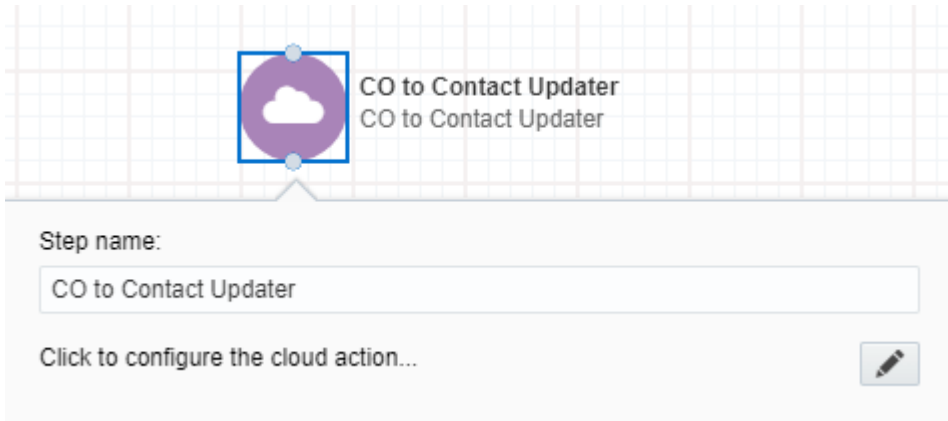 CO to Contact Updater
CO to Contact Updater
Step name:
CO to Contact Updater
Click to configure the cloud action...